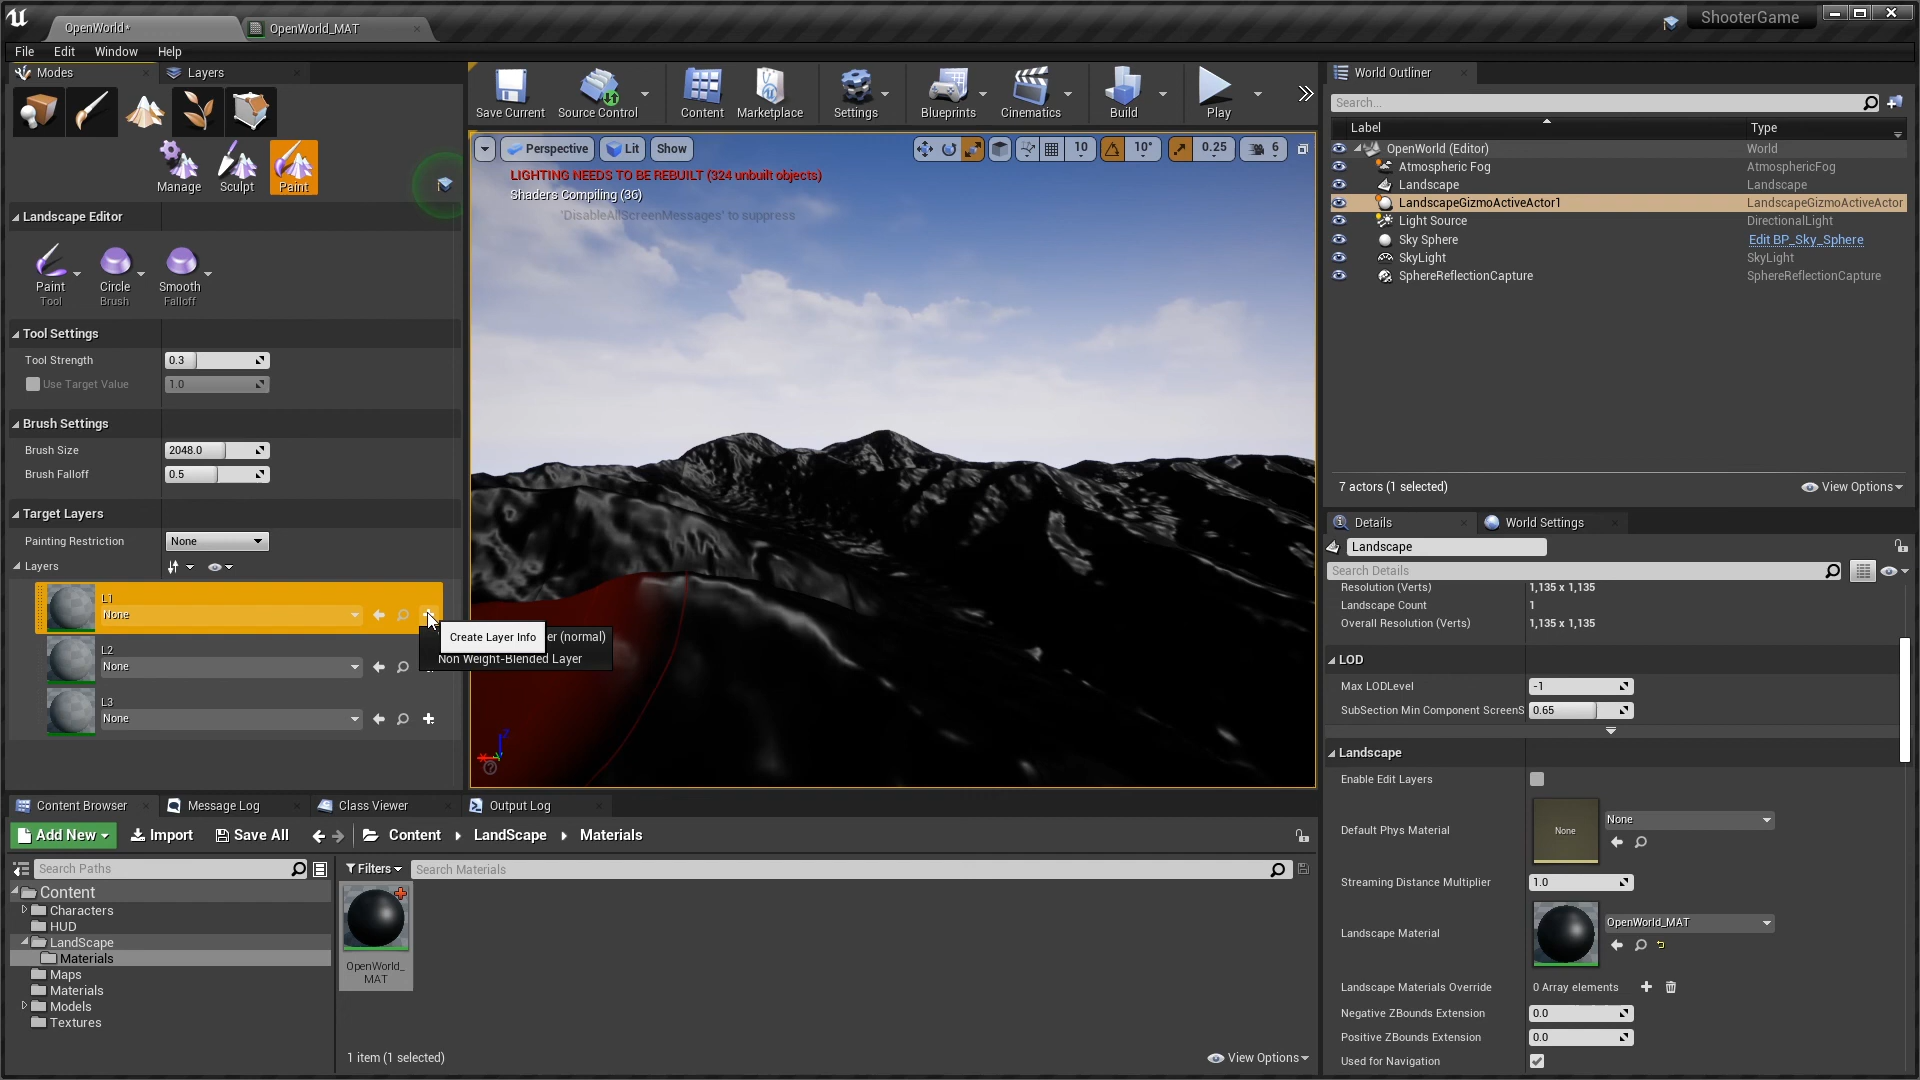 OpenWorld*
OpenWorld_MAT
ShooterGame
File Edit Window Help
Modes
Layers
Manage
Sculpt
Paint
Landscape Editor
Paint
Tool
Circle
Brush
Smooth
Falloff
Tool Settings
Tool Strength 0.3
Use Target Value 1.0
Brush Settings
Brush Size 2048.0
Brush Falloff 0.5
Target Layers
Painting Restriction None
Layers
L1
None
L2
None
L3
None
Create Layer Info
er (normal)
Non Weight-Blended Layer
Save Current
Source Control
Content
Marketplace
Settings
Blueprints
Cinematics
Build
Play
Perspective
Lit
Show
10
10°
0.25
6
LIGHTING NEEDS TO BE REBUILT (324 unbuilt objects)
Shaders Compiling (36)
'DisableAllScreenMessages' to suppress
World Outliner
Search...
Label Type
OpenWorld (Editor) World
Atmospheric Fog AtmosphericFog
Landscape Landscape
LandscapeGizmoActiveActor1 LandscapeGizmoActiveActor
Light Source DirectionalLight
Sky Sphere Edit BP_Sky_Sphere
SkyLight SkyLight
SphereReflectionCapture SphereReflectionCapture
7 actors (1 selected)
View Options
Details
World Settings
Landscape
Search Details
Resolution (Verts) 1,135 x 1,135
Landscape Count 1
Overall Resolution (Verts) 1,135 x 1,135
LOD
Max LODLevel -1
SubSection Min Component ScreenS 0.65
Landscape
Enable Edit Layers
Default Phys Material None None
Streaming Distance Multiplier 1.0
Landscape Material OpenWorld_MAT
Landscape Materials Override 0 Array elements
Negative ZBounds Extension 0.0
Positive ZBounds Extension 0.0
Used for Navigation
Content Browser
Message Log
Class Viewer
Output Log
Add New
Import
Save All
Content
LandScape
Materials
Search Paths
Filters
Search Materials
Content
Characters
HUD
LandScape
Materials
Maps
Materials
Models
Textures
OpenWorld_
MAT
1 item (1 selected)
View Options